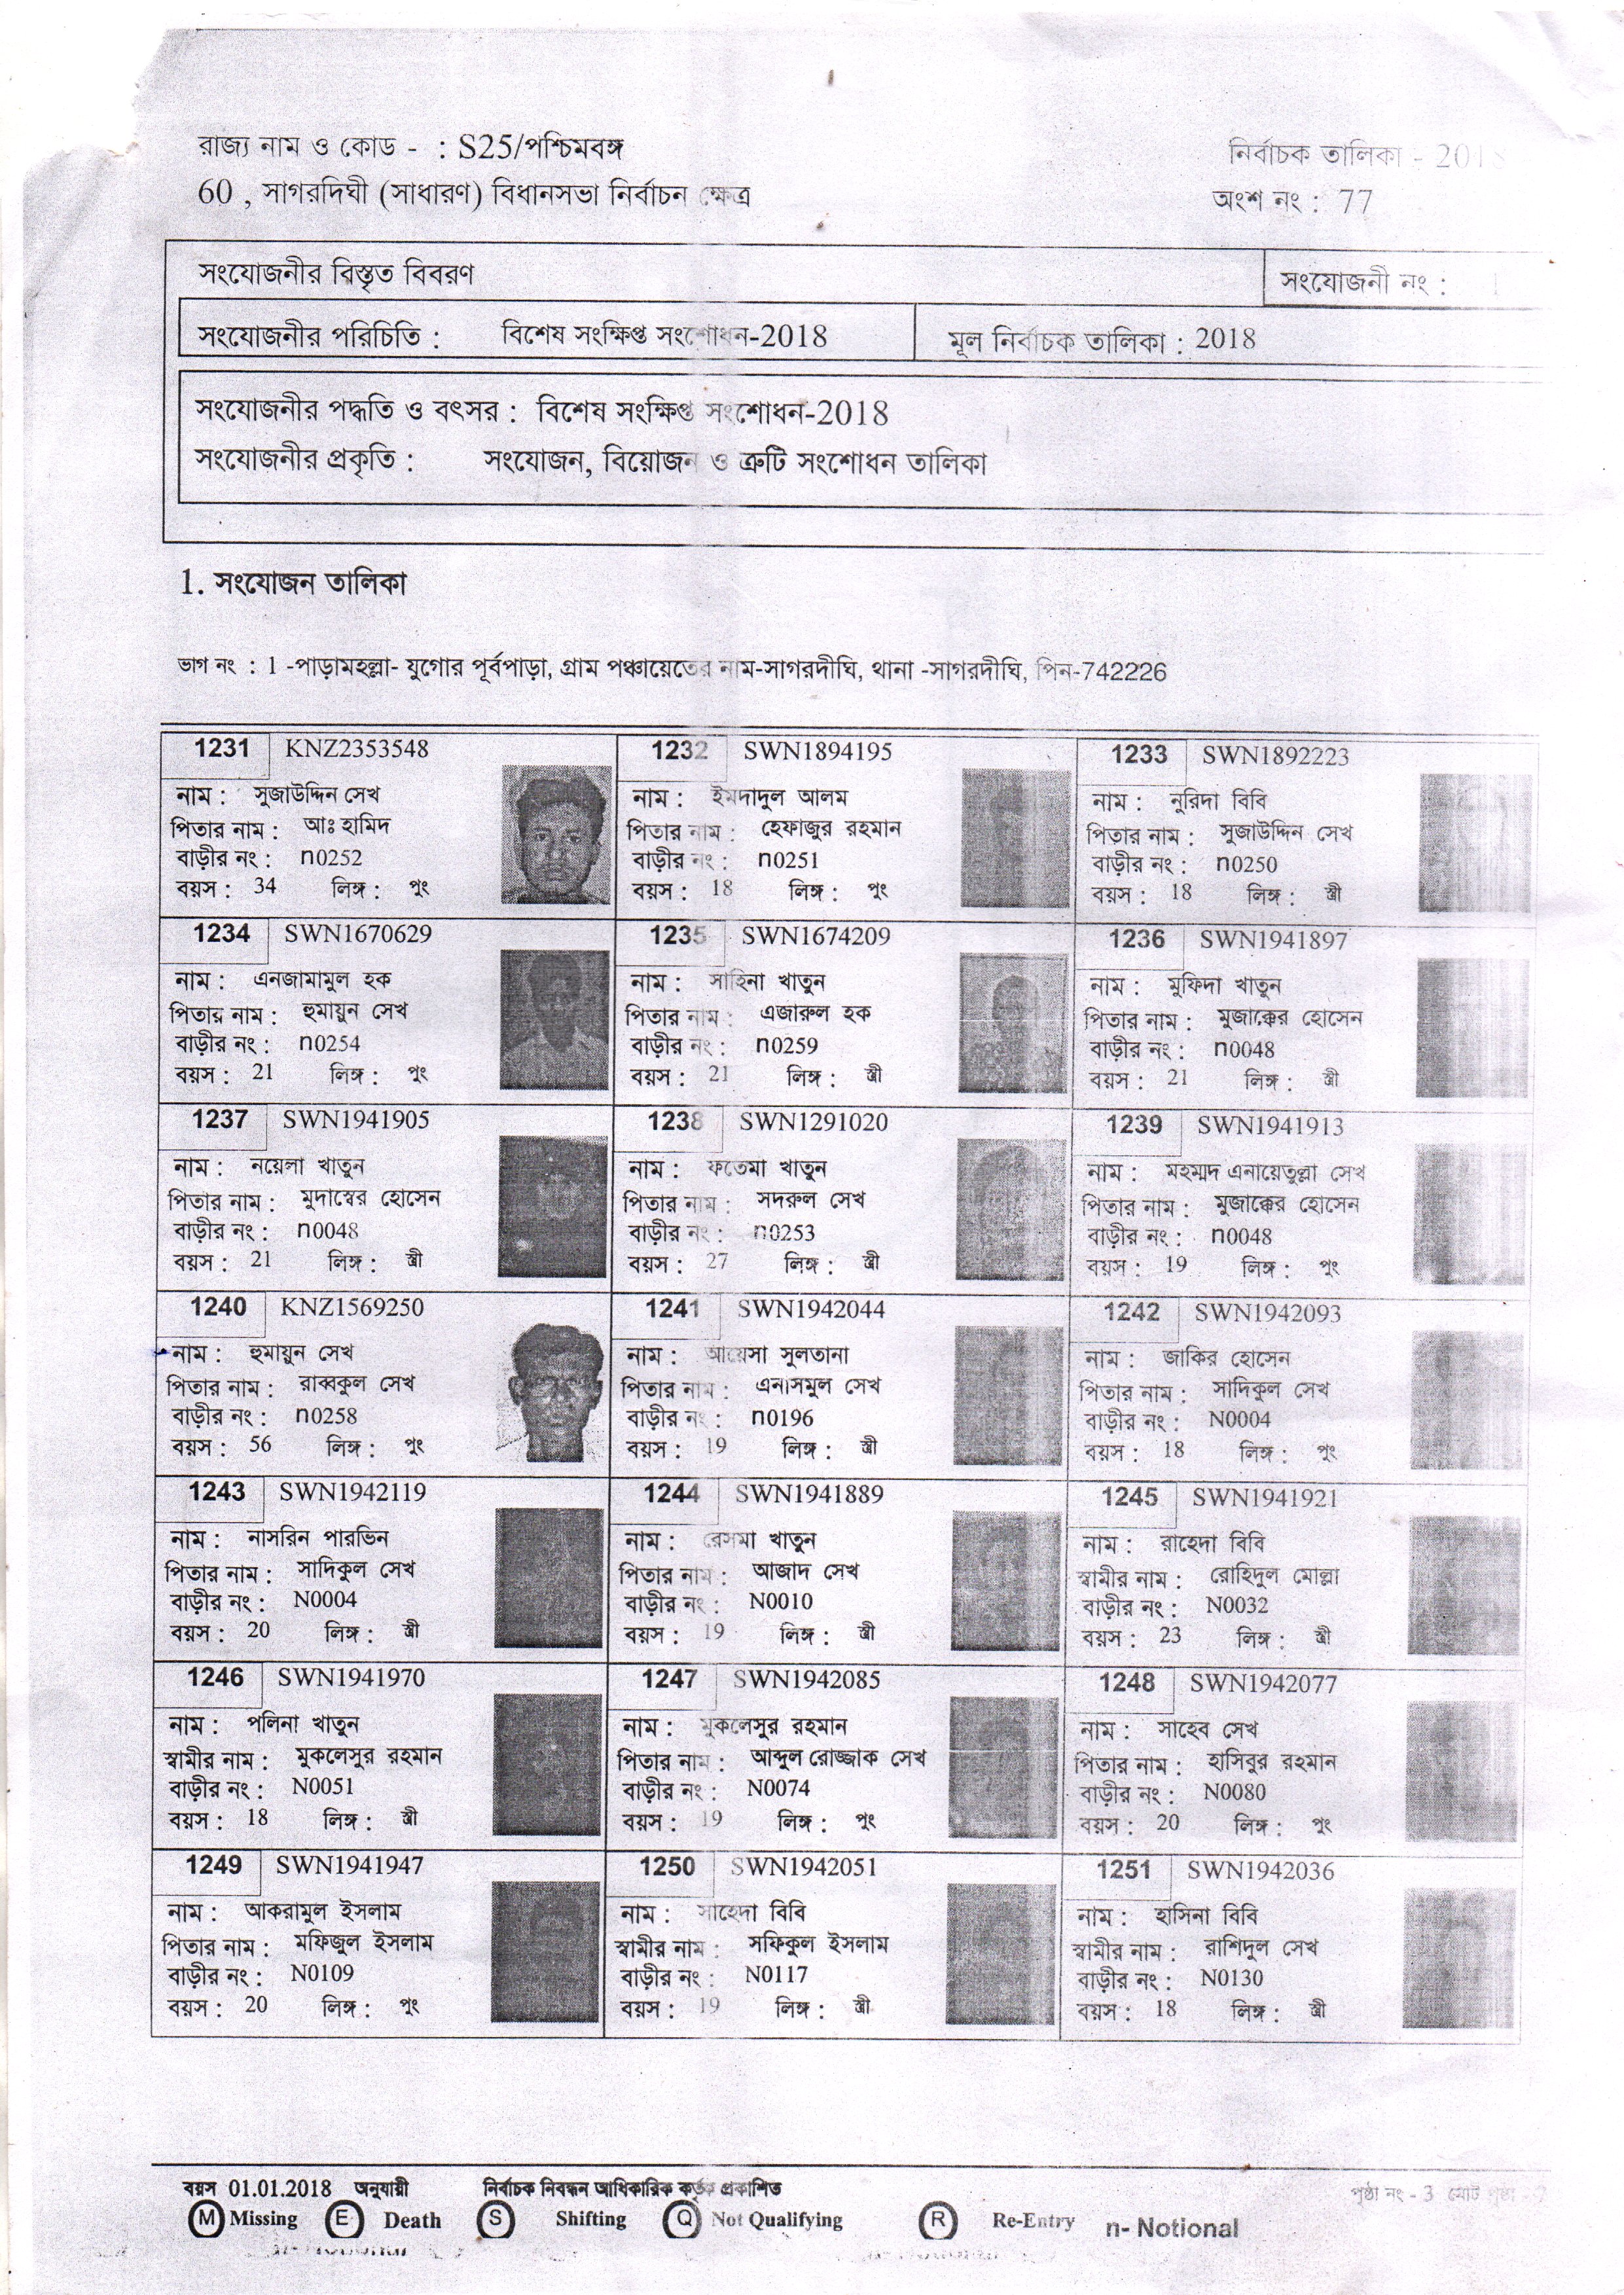 রাজ্য নাম ও কোড - : S25/পশ্চিমবঙ্গ
নির্বাচক তালিকা - 2018
60 , সাগরদিঘী (সাধারণ) বিধানসভা নির্বাচন ক্ষেত্র
অংশ নং : 77
সংযোজনীর বিস্তৃত বিবরণ
সংযোজনী নং : 1
সংযোজনীর পরিচিতি : বিশেষ সংক্ষিপ্ত সংশোধন-2018
মূল নির্বাচক তালিকা : 2018
সংযোজনীর পদ্ধতি ও বৎসর : বিশেষ সংক্ষিপ্ত সংশোধন-2018
সংযোজনীর প্রকৃতি : সংযোজন, বিয়োজন ও ত্রুটি সংশোধন তালিকা
1. সংযোজন তালিকা
ভাগ নং : 1 -পাড়ামহল্লা- যুগোর পূর্বপাড়া, গ্রাম পঞ্চায়েতের নাম-সাগরদীঘি, থানা -সাগরদীঘি, পিন-742226
1231 KNZ2353548
নাম : সুজাউদ্দিন সেখ
পিতার নাম : আঃ হামিদ
বাড়ীর নং : n0252
বয়স : 34 লিঙ্গ : পুং
1232 SWN1894195
নাম : ইমদাদুল আলম
পিতার নাম : হেফাজুর রহমান
বাড়ীর নং : n0251
বয়স : 18 লিঙ্গ : পুং
1233 SWN1892223
নাম : নুরিদা বিবি
পিতার নাম : সুজাউদ্দিন সেখ
বাড়ীর নং : n0250
বয়স : 18 লিঙ্গ : স্ত্রী
1234 SWN1670629
নাম : এনজামামুল হক
পিতার নাম : হুমায়ুন সেখ
বাড়ীর নং : n0254
বয়স : 21 লিঙ্গ : পুং
1235 SWN1674209
নাম : সাহিনা খাতুন
পিতার নাম : এজারুল হক
বাড়ীর নং : n0259
বয়স : 21 লিঙ্গ : স্ত্রী
1236 SWN1941897
নাম : মুফিদা খাতুন
পিতার নাম : মুজাক্কের হোসেন
বাড়ীর নং : n0048
বয়স : 21 লিঙ্গ : স্ত্রী
1237 SWN1941905
নাম : নয়েলা খাতুন
পিতার নাম : মুদাস্বের হোসেন
বাড়ীর নং : n0048
বয়স : 21 লিঙ্গ : স্ত্রী
1238 SWN1291020
নাম : ফতেমা খাতুন
পিতার নাম : সদরুল সেখ
বাড়ীর নং : n0253
বয়স : 27 লিঙ্গ : স্ত্রী
1239 SWN1941913
নাম : মহম্মদ এনায়েতুল্লা সেখ
পিতার নাম : মুজাক্কের হোসেন
বাড়ীর নং : n0048
বয়স : 19 লিঙ্গ : পুং
1240 KNZ1569250
নাম : হুমায়ুন সেখ
পিতার নাম : রাব্বকুল সেখ
বাড়ীর নং : n0258
বয়স : 56 লিঙ্গ : পুং
1241 SWN1942044
নাম : আয়েসা সুলতানা
পিতার নাম : এনাসমুল সেখ
বাড়ীর নং : n0196
বয়স : 19 লিঙ্গ : স্ত্রী
1242 SWN1942093
নাম : জাকির হোসেন
পিতার নাম : সাদিকুল সেখ
বাড়ীর নং : N0004
বয়স : 18 লিঙ্গ : পুং
1243 SWN1942119
নাম : নাসরিন পারভিন
পিতার নাম : সাদিকুল সেখ
বাড়ীর নং : N0004
বয়স : 20 লিঙ্গ : স্ত্রী
1244 SWN1941889
নাম : রেসমা খাতুন
পিতার নাম : আজাদ সেখ
বাড়ীর নং : N0010
বয়স : 19 লিঙ্গ : স্ত্রী
1245 SWN1941921
নাম : রাহেদা বিবি
স্বামীর নাম : রোহিদুল মোল্লা
বাড়ীর নং : N0032
বয়স : 23 লিঙ্গ : স্ত্রী
1246 SWN1941970
নাম : পলিনা খাতুন
স্বামীর নাম : মুকলেসুর রহমান
বাড়ীর নং : N0051
বয়স : 18 লিঙ্গ : স্ত্রী
1247 SWN1942085
নাম : মুকলেসুর রহমান
পিতার নাম : আব্দুল রোজ্জাক সেখ
বাড়ীর নং : N0074
বয়স : 19 লিঙ্গ : পুং
1248 SWN1942077
নাম : সাহেব সেখ
পিতার নাম : হাসিবুর রহমান
বাড়ীর নং : N0080
বয়স : 20 লিঙ্গ : পুং
1249 SWN1941947
নাম : আকরামুল ইসলাম
পিতার নাম : মফিজুল ইসলাম
বাড়ীর নং : N0109
বয়স : 20 লিঙ্গ : পুং
1250 SWN1942051
নাম : সাহেদা বিবি
স্বামীর নাম : সফিকুল ইসলাম
বাড়ীর নং : N0117
বয়স : 19 লিঙ্গ : স্ত্রী
1251 SWN1942036
নাম : হাসিনা বিবি
স্বামীর নাম : রাশিদুল সেখ
বাড়ীর নং : N0130
বয়স : 18 লিঙ্গ : স্ত্রী
বয়স 01.01.2018 অনুযায়ী নির্বাচক নিবন্ধন আধিকারিক কর্তৃক প্রকাশিত
পৃষ্ঠা নং - 3 মোট পৃষ্ঠা -
M Missing E Death S Shifting Q Not Qualifying R Re-Entry n- Notional